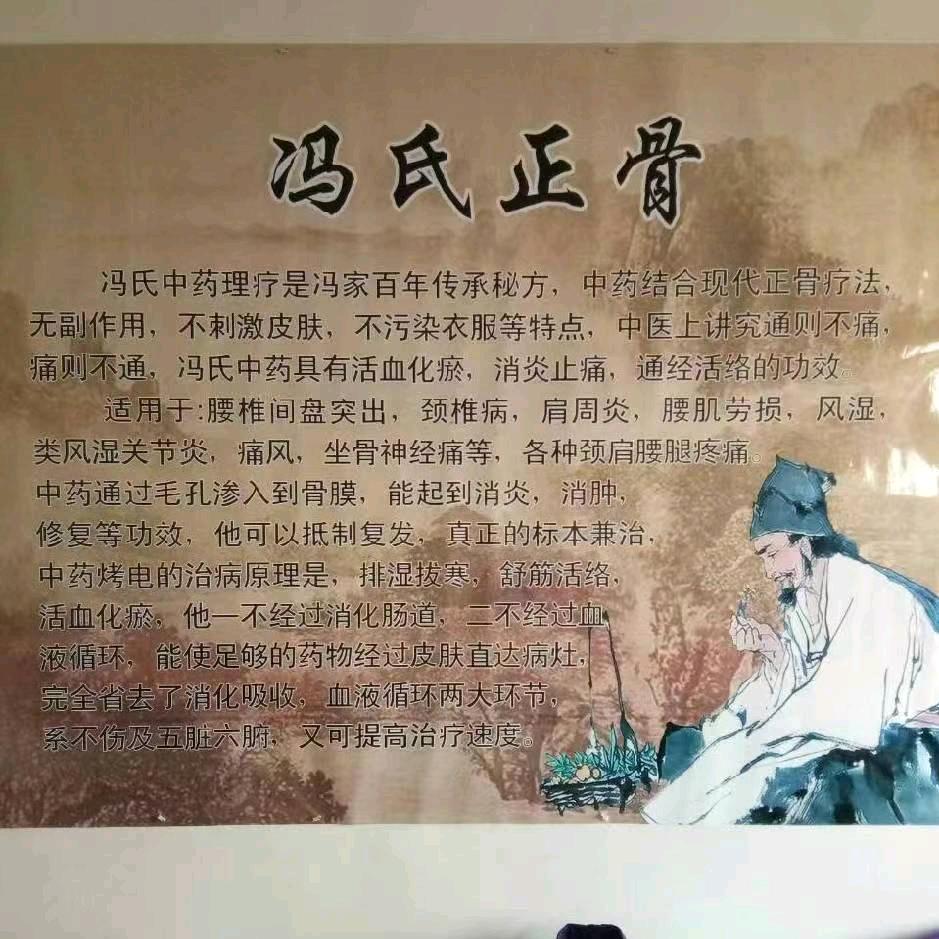 冯氏正骨
冯氏中药理疗是冯家百年传承秘方，中药结合现代正骨疗法，
无副作用，不刺激皮肤，不污染衣服等特点，中医上讲究通则不痛，
痛则不通，冯氏中药具有活血化瘀，消炎止痛，通经活络的功效。
适用于:腰椎间盘突出，颈椎病，肩周炎，腰肌劳损，风湿，
类风湿关节炎，痛风，坐骨神经痛等，各种颈肩腰腿疼痛。
中药通过毛孔渗入到骨膜，能起到消炎，消肿，
修复等功效，他可以抵制复发，真正的标本兼治，
中药烤电的治病原理是，排湿拔寒，舒筋活络，
活血化瘀，他一不经过消化肠道，二不经过血
液循环，能使足够的药物经过皮肤直达病灶，
完全省去了消化吸收，血液循环两大环节，
系不伤及五脏六腑，又可提高治疗速度。